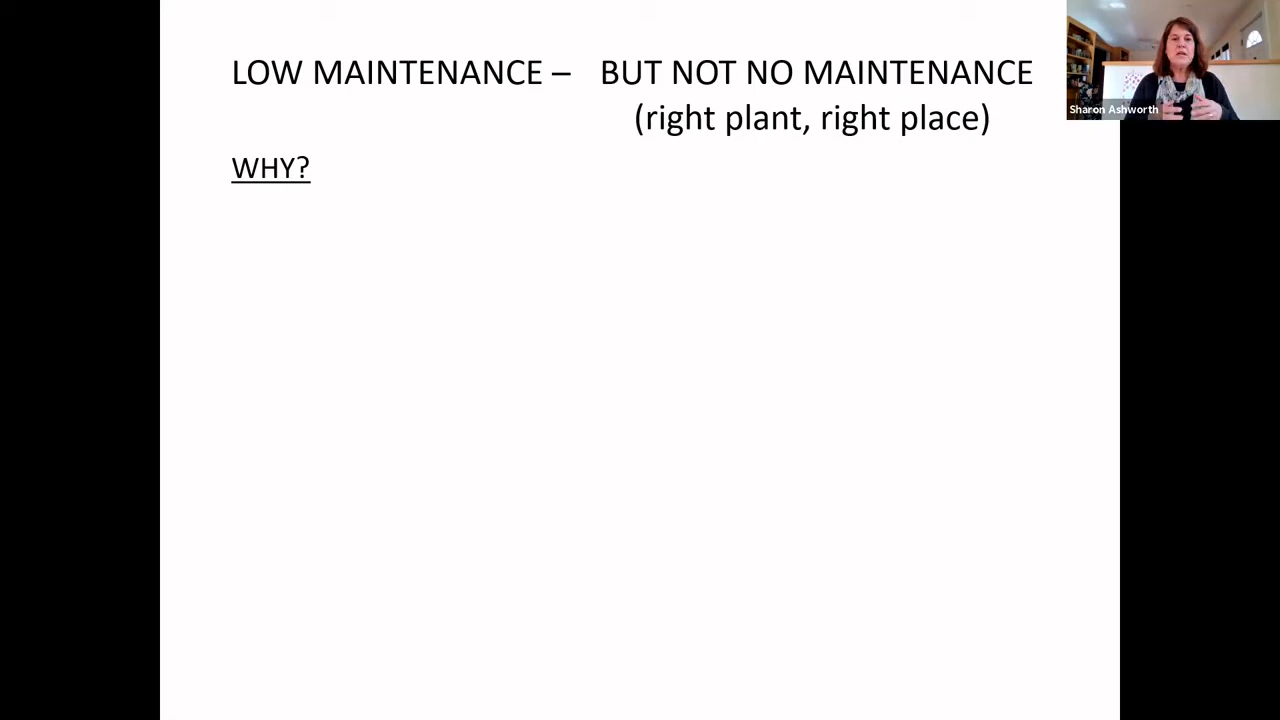 LOW MAINTENANCE – BUT NOT NO MAINTENANCE
(right plant, right place)
WHY?
Sharon Ashworth